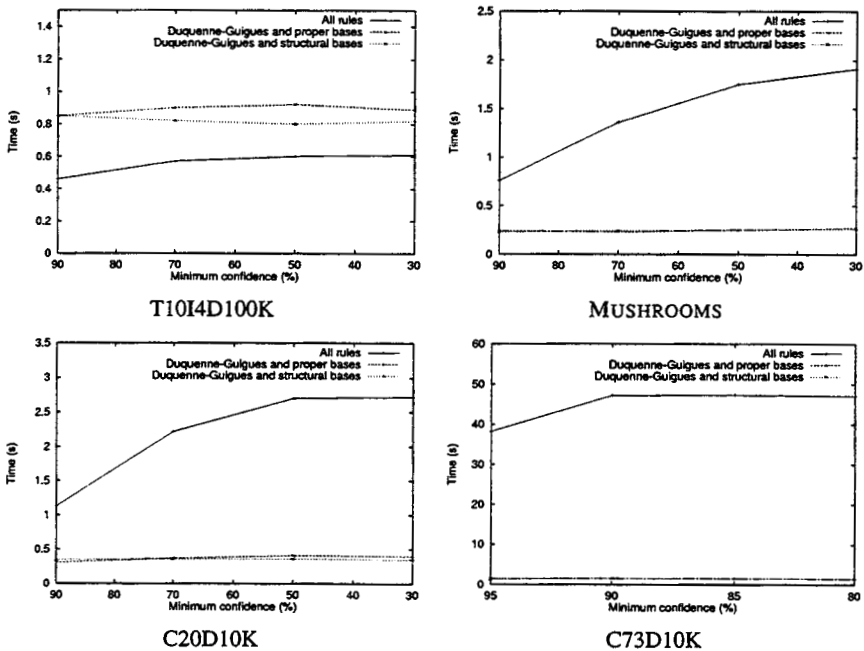 All rules
Duquenne-Guigues and proper bases
Duquenne-Guigues and structural bases
1.4
1.2
1
0.8
0.6
0.4
0.2
0
Time (s)
90 80 70 60 50 40 30
Minimum confidence (%)
T10I4D100K
All rules
Duquenne-Guigues and proper bases
Duquenne-Guigues and structural bases
2.5
2
1.5
1
0.5
0
Time (s)
90 80 70 60 50 40 30
Minimum confidence (%)
MUSHROOMS
All rules
Duquenne-Guigues and proper bases
Duquenne-Guigues and structural bases
3.5
3
2.5
2
1.5
1
0.5
0
Time (s)
90 80 70 60 50 40 30
Minimum confidence (%)
C20D10K
All rules
Duquenne-Guigues and proper bases
Duquenne-Guigues and structural bases
60
50
40
30
20
10
0
Time (s)
95 90 85 80
Minimum confidence (%)
C73D10K